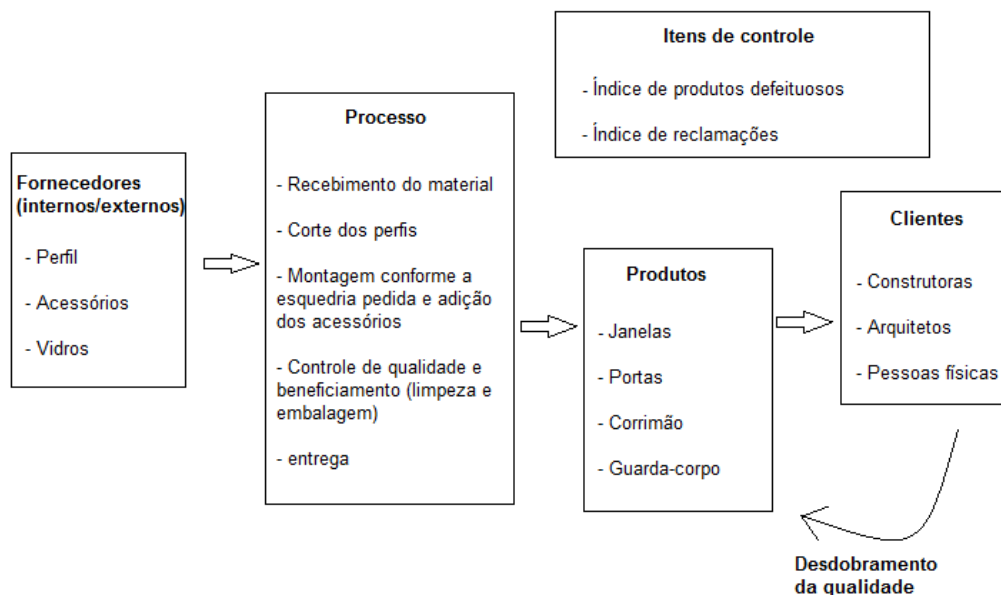 Itens de controle
- Índice de produtos defeituosos
- Índice de reclamações
Processo
- Recebimento do material
- Corte dos perfis
- Montagem conforme a
esquedria pedida e adição
dos acessórios
- Controle de qualidade e
beneficiamento (limpeza e
embalagem)
- entrega
Fornecedores
(internos/externos)
- Perfil
- Acessórios
- Vidros
Produtos
- Janelas
- Portas
- Corrimão
- Guarda-corpo
Clientes
- Construtoras
- Arquitetos
- Pessoas físicas
Desdobramento
da qualidade